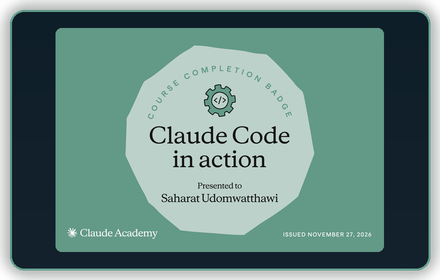 COURSE COMPLETION BADGE
</>
Claude Code
in action
Presented to
Saharat Udomwatthawi
Claude Academy
ISSUED NOVEMBER 27, 2026